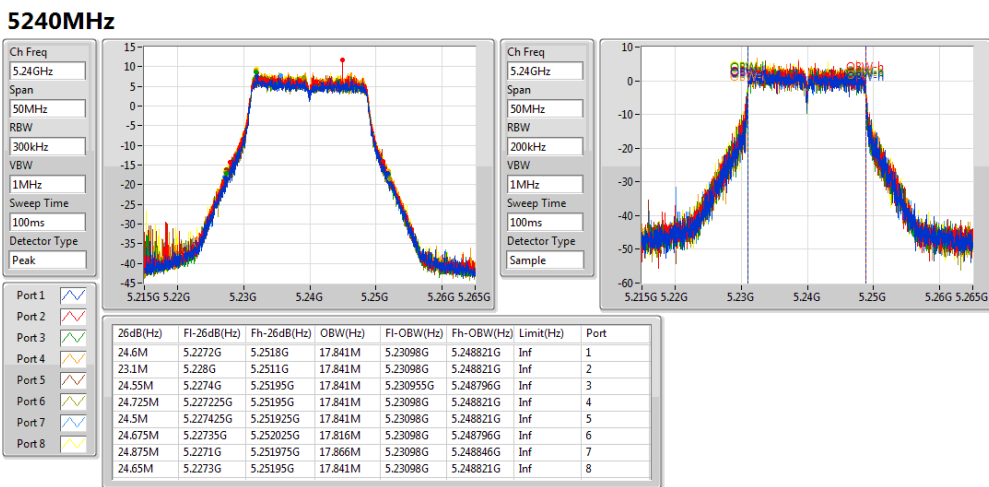 5240MHz
Ch Freq
5.24GHz
Span
50MHz
RBW
300kHz
VBW
1MHz
Sweep Time
100ms
Detector Type
Peak
15
10
5
0
-5
-10
-15
-20
-25
-30
-35
-40
-45
5.215G 5.22G 5.23G 5.24G 5.25G 5.26G 5.265G
Ch Freq
5.24GHz
Span
50MHz
RBW
200kHz
VBW
1MHz
Sweep Time
100ms
Detector Type
Sample
10
0
-10
-20
-30
-40
-50
-60
5.215G 5.22G 5.23G 5.24G 5.25G 5.26G 5.265G
Port 1
Port 2
Port 3
Port 4
Port 5
Port 6
Port 7
Port 8
26dB(Hz) Fl-26dB(Hz) Fh-26dB(Hz) OBW(Hz) Fl-OBW(Hz) Fh-OBW(Hz) Limit(Hz) Port
24.6M 5.2272G 5.2518G 17.841M 5.23098G 5.248821G Inf 1
23.1M 5.228G 5.2511G 17.841M 5.23098G 5.248821G Inf 2
24.55M 5.2274G 5.25195G 17.841M 5.230955G 5.248796G Inf 3
24.725M 5.227225G 5.25195G 17.841M 5.23098G 5.248821G Inf 4
24.5M 5.227425G 5.251925G 17.841M 5.23098G 5.248821G Inf 5
24.675M 5.22735G 5.252025G 17.816M 5.23098G 5.248796G Inf 6
24.875M 5.2271G 5.251975G 17.866M 5.23098G 5.248846G Inf 7
24.65M 5.2273G 5.25195G 17.841M 5.23098G 5.248821G Inf 8